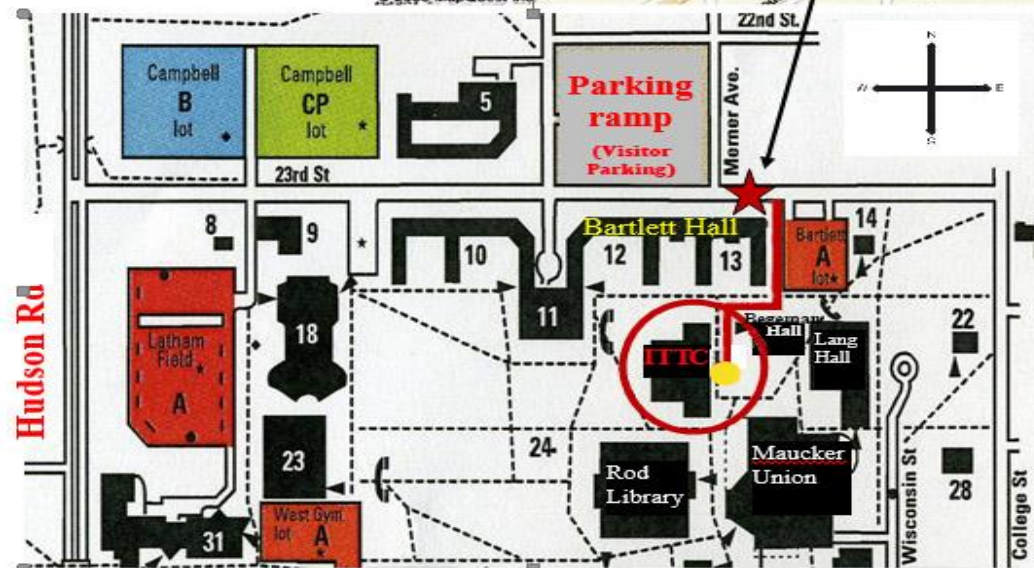 22nd St.
Campbell
B
lot
Campbell
CP
lot
5
Parking
ramp
(Visitor
Parking)
Merner Ave.
N
W
E
S
23rd St
8
9
10
Bartlett Hall
12
13
Bartlett
A
lot
14
11
18
Latham
Field
A
Begeman
Hall
Lang
Hall
22
ITTC
Hudson Rd
23
24
Rod
Library
Maucker
Union
28
West Gym
lot
A
31
Wisconsin St
College St